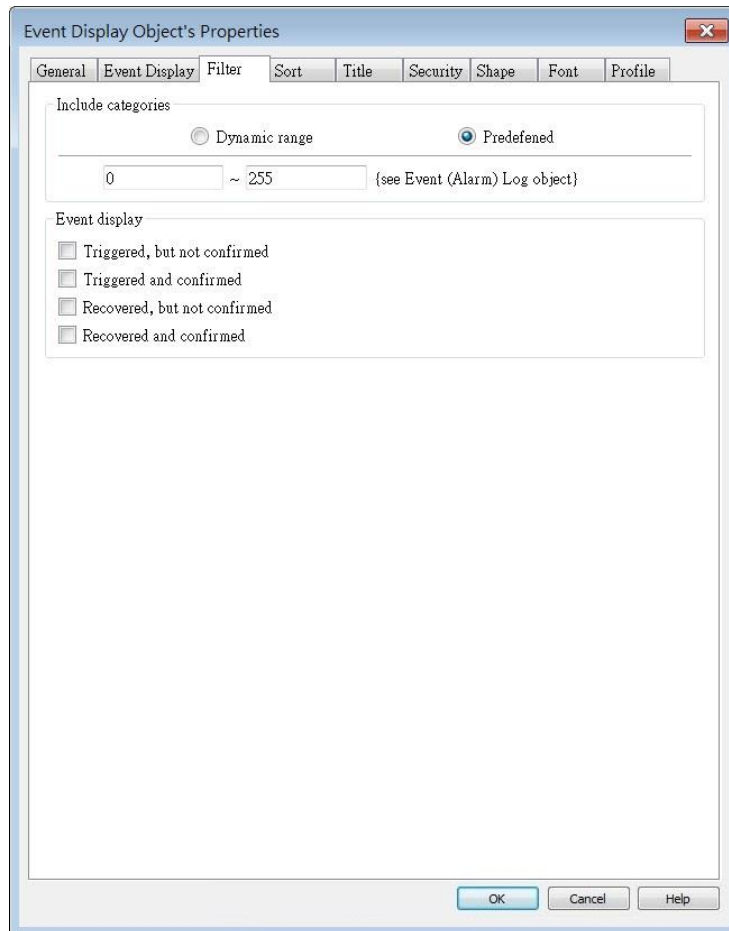 Event Display Object's Properties
General Event Display Filter Sort Title Security Shape Font Profile
Include categories
Dynamic range Predefened
0 ~ 255 {see Event (Alarm) Log object}
Event display
Triggered, but not confirmed
Triggered and confirmed
Recovered, but not confirmed
Recovered and confirmed
OK Cancel Help